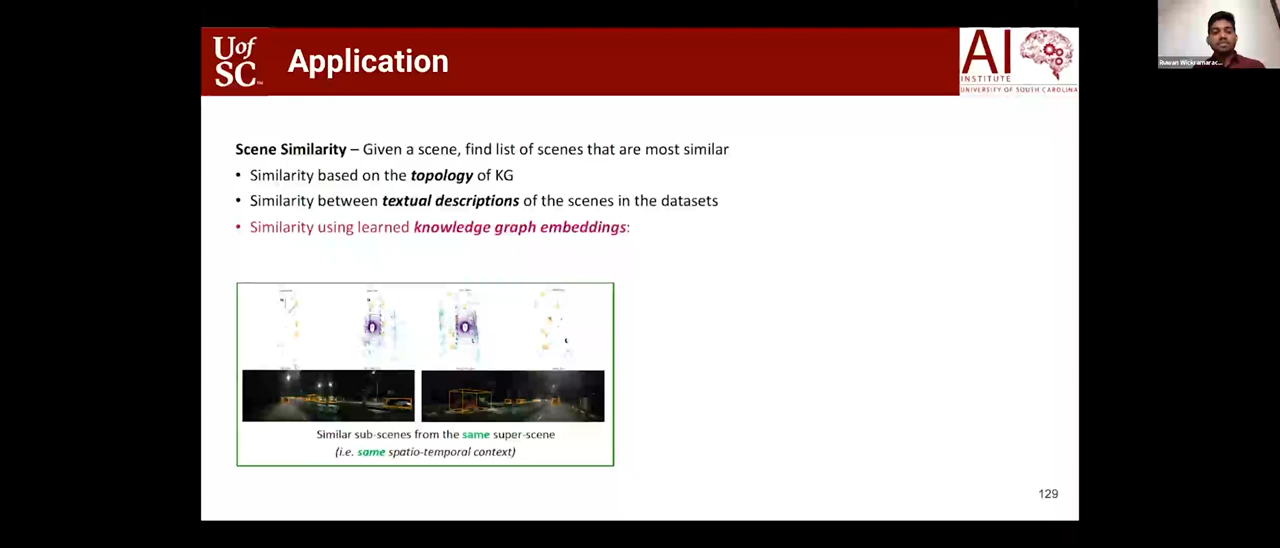 UofSC
Application
AI
INSTITUTE
UNIVERSITY OF SOUTH CAROLINA
Ruwan Wickramarac...
Scene Similarity – Given a scene, find list of scenes that are most similar
• Similarity based on the topology of KG
• Similarity between textual descriptions of the scenes in the datasets
• Similarity using learned knowledge graph embeddings:
Similar sub-scenes from the same super-scene
(i.e. same spatio-temporal context)
129